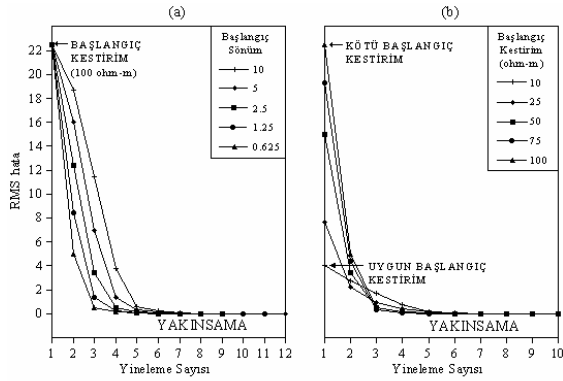 (a)
RMS hata
22
20
18
16
14
12
10
8
6
4
2
0
BAŞLANGIÇ
KESTİRİM
(100 ohm-m)
Başlangıç
Sönüm
10
5
2.5
1.25
0.625
YAKINSAMA
1 2 3 4 5 6 7 8 9 10 11 12
Yineleme Sayısı
(b)
KÖTÜ BAŞLANGIÇ
KESTİRİM
Başlangıç
Kestirim
(ohm-m)
10
25
50
75
100
UYGUN BAŞLANGIÇ
KESTİRİM
YAKINSAMA
1 2 3 4 5 6 7 8 9 10
Yineleme Sayısı